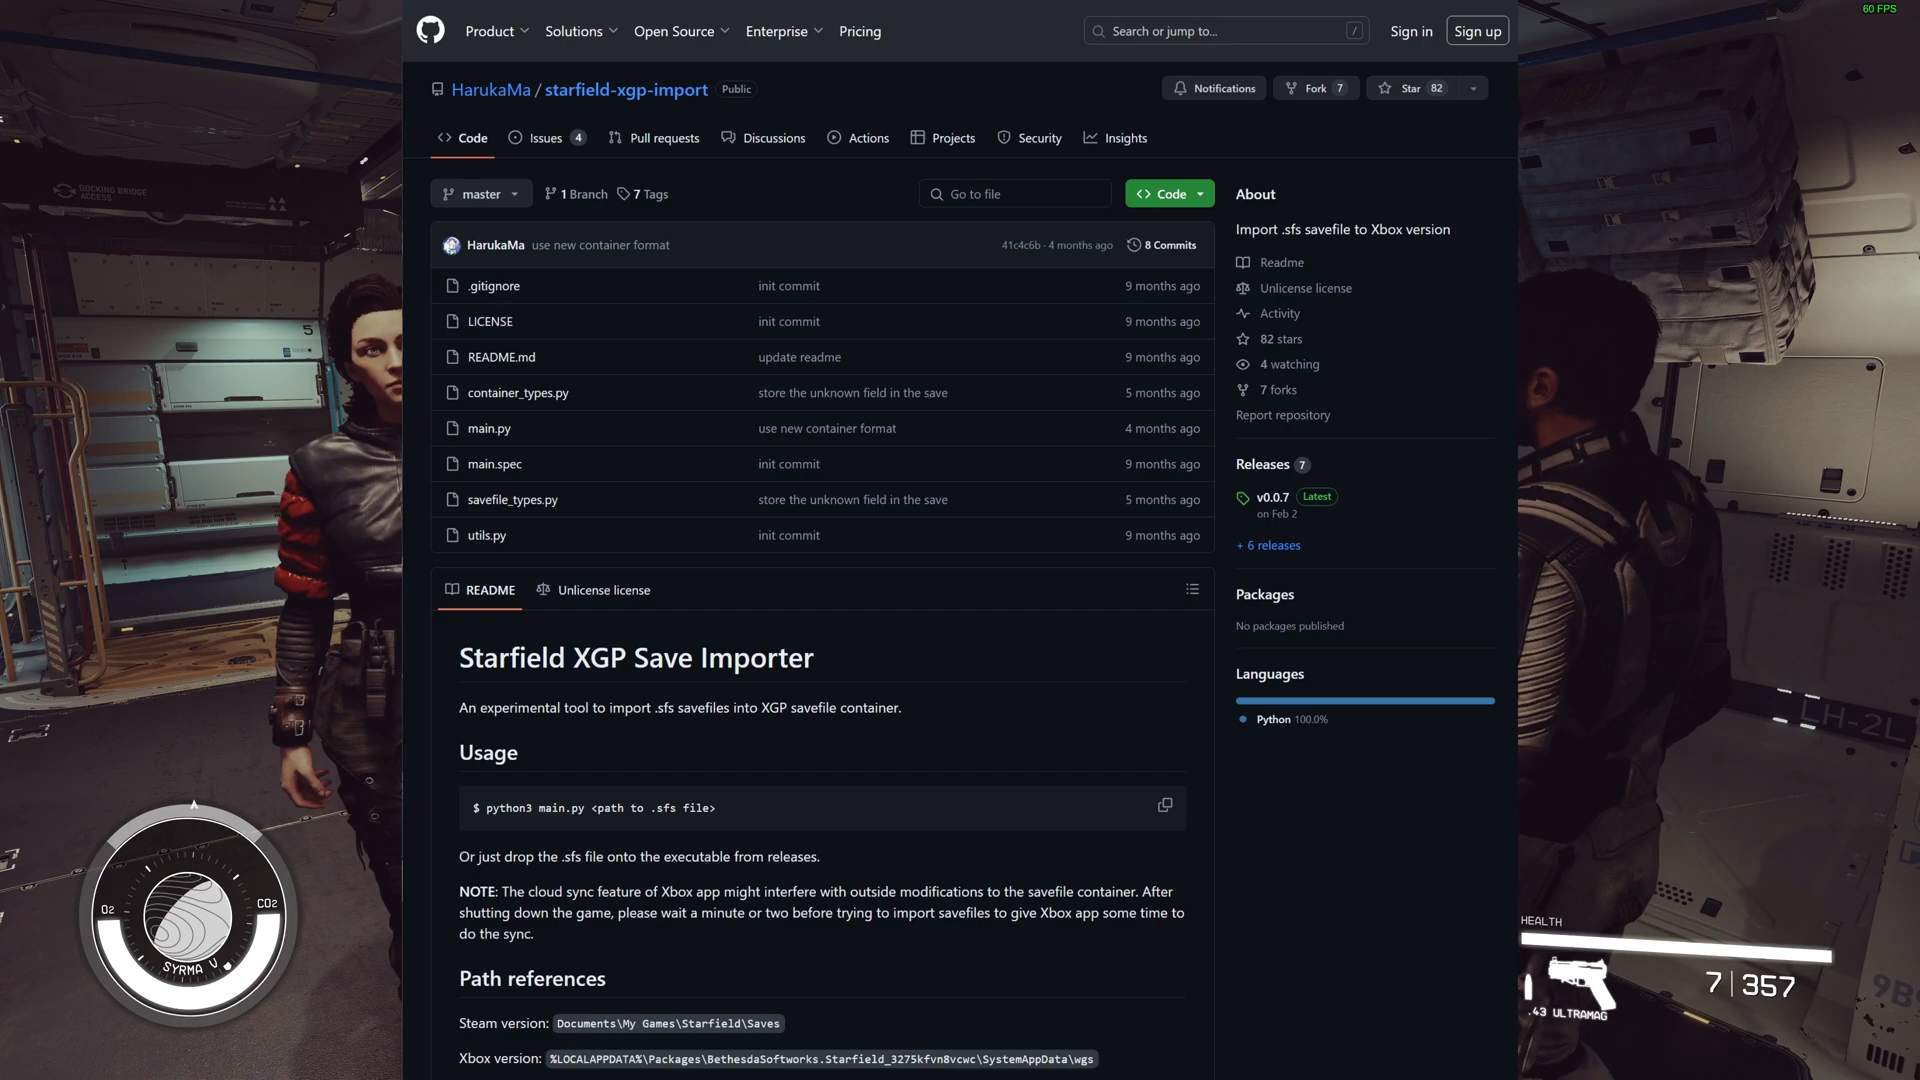 60 FPS
Product Solutions Open Source Enterprise Pricing Search or jump to... / Sign in Sign up
HarukaMa / starfield-xgp-import Public Notifications Fork 7 Star 82
Code Issues 4 Pull requests Discussions Actions Projects Security Insights
master 1 Branch 7 Tags Go to file Code
HarukaMa use new container format 41c4c6b · 4 months ago 8 Commits
.gitignore init commit 9 months ago
LICENSE init commit 9 months ago
README.md update readme 9 months ago
container_types.py store the unknown field in the save 5 months ago
main.py use new container format 4 months ago
main.spec init commit 9 months ago
savefile_types.py store the unknown field in the save 5 months ago
utils.py init commit 9 months ago
README Unlicense license
Starfield XGP Save Importer
An experimental tool to import .sfs savefiles into XGP savefile container.
Usage
$ python3 main.py <path to .sfs file>
Or just drop the .sfs file onto the executable from releases.
NOTE: The cloud sync feature of Xbox app might interfere with outside modifications to the savefile container. After
shutting down the game, please wait a minute or two before trying to import savefiles to give Xbox app some time to
do the sync.
Path references
Steam version: Documents\My Games\Starfield\Saves
Xbox version: %LOCALAPPDATA%\Packages\BethesdaSoftworks.Starfield_3275kfvn8vcwc\SystemAppData\wgs
About
Import .sfs savefile to Xbox version
Readme
Unlicense license
Activity
82 stars
4 watching
7 forks
Report repository
Releases 7
v0.0.7 Latest
on Feb 2
+ 6 releases
Packages
No packages published
Languages
Python 100.0%
DOCKING BRIDGE
ACCESS
5
O2
CO2
SYRMA V
LH-2L
HEALTH
7 | 357
.43 ULTRAMAG
9B